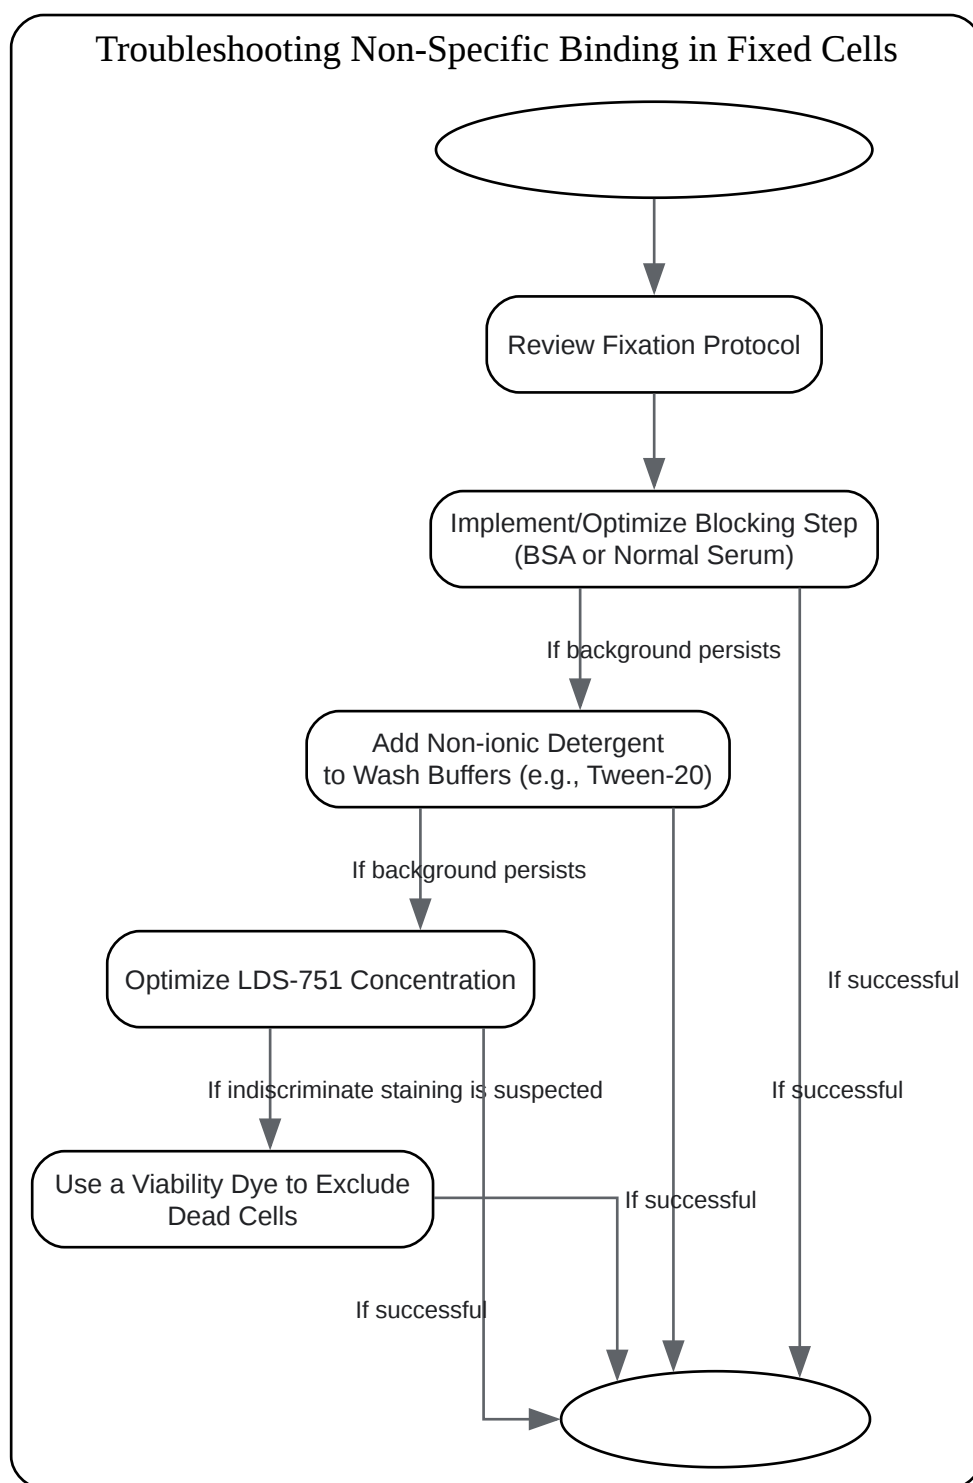 Troubleshooting Non-Specific Binding in Fixed Cells
Review Fixation Protocol
Implement/Optimize Blocking Step
(BSA or Normal Serum)
If background persists
Add Non-ionic Detergent
to Wash Buffers (e.g., Tween-20)
If background persists
Optimize LDS-751 Concentration
If successful
If indiscriminate staining is suspected
If successful
Use a Viability Dye to Exclude
Dead Cells
If successful
If successful